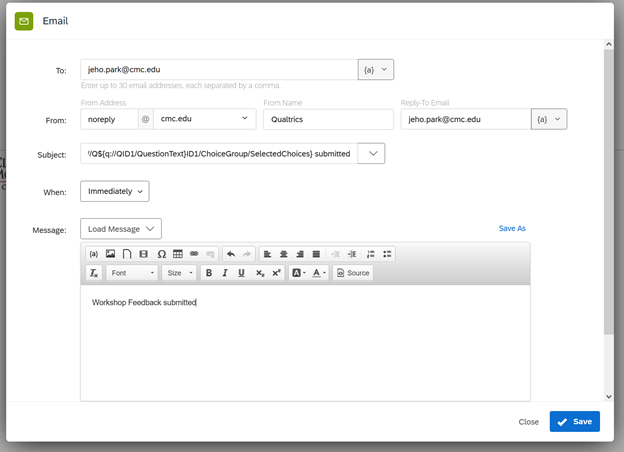 Email
To:
jeho.park@cmc.edu
{a}
Enter up to 30 email addresses, each separated by a comma.
From Address
From Name
Reply-To Email
From:
noreply
@
cmc.edu
Qualtrics
jeho.park@cmc.edu
{a}
Subject:
'/Q${q://QID1/QuestionText}ID1/ChoiceGroup/SelectedChoices} submitted
When:
Immediately
Message:
Load Message
Save As
{a}
Ω
Font
Size
B I U x₂ x²
A
A
Source
Workshop Feedback submitted
Close
Save